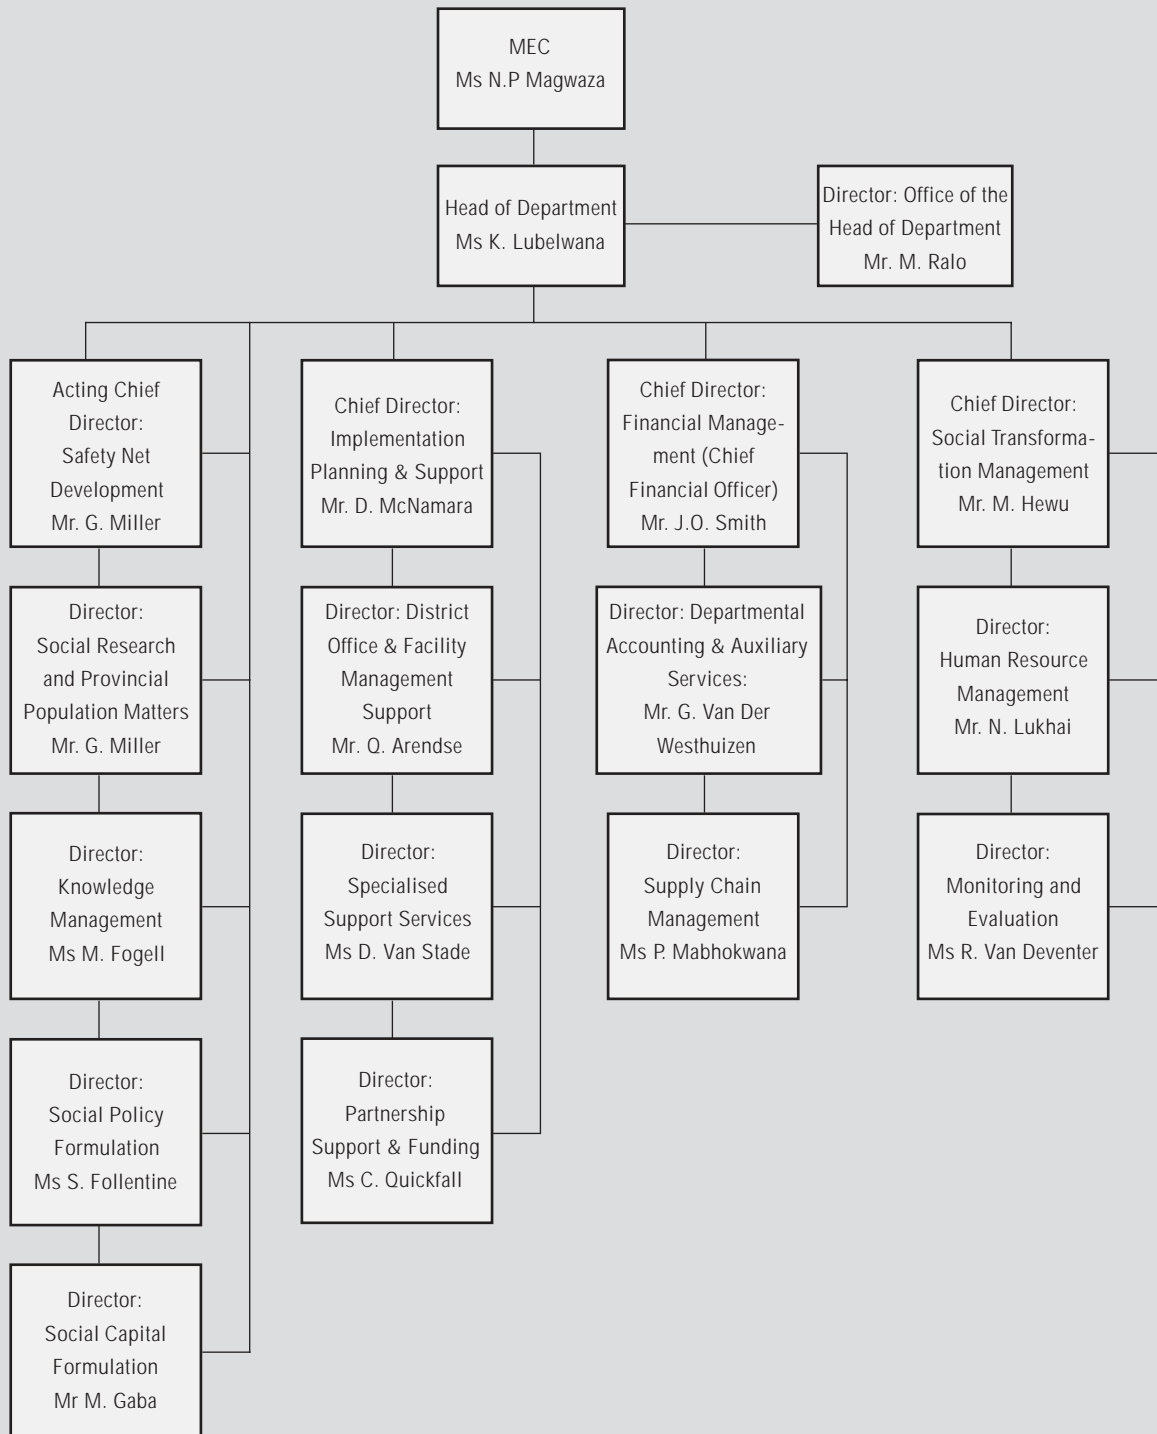 MEC
Ms N.P Magwaza
Head of Department
Ms K. Lubelwana
Director: Office of the
Head of Department
Mr. M. Ralo
Acting Chief
Director:
Safety Net
Development
Mr. G. Miller
Director:
Social Research
and Provincial
Population Matters
Mr. G. Miller
Director:
Knowledge
Management
Ms M. Fogell
Director:
Social Policy
Formulation
Ms S. Follentine
Director:
Social Capital
Formulation
Mr M. Gaba
Chief Director:
Implementation
Planning & Support
Mr. D. McNamara
Director: District
Office & Facility
Management
Support
Mr. Q. Arendse
Director:
Specialised
Support Services
Ms D. Van Stade
Director:
Partnership
Support & Funding
Ms C. Quickfall
Chief Director:
Financial Manage-
ment (Chief
Financial Officer)
Mr. J.O. Smith
Director: Departmental
Accounting & Auxiliary
Services:
Mr. G. Van Der
Westhuizen
Director:
Supply Chain
Management
Ms P. Mabhokwana
Chief Director:
Social Transforma-
tion Management
Mr. M. Hewu
Director:
Human Resource
Management
Mr. N. Lukhai
Director:
Monitoring and
Evaluation
Ms R. Van Deventer